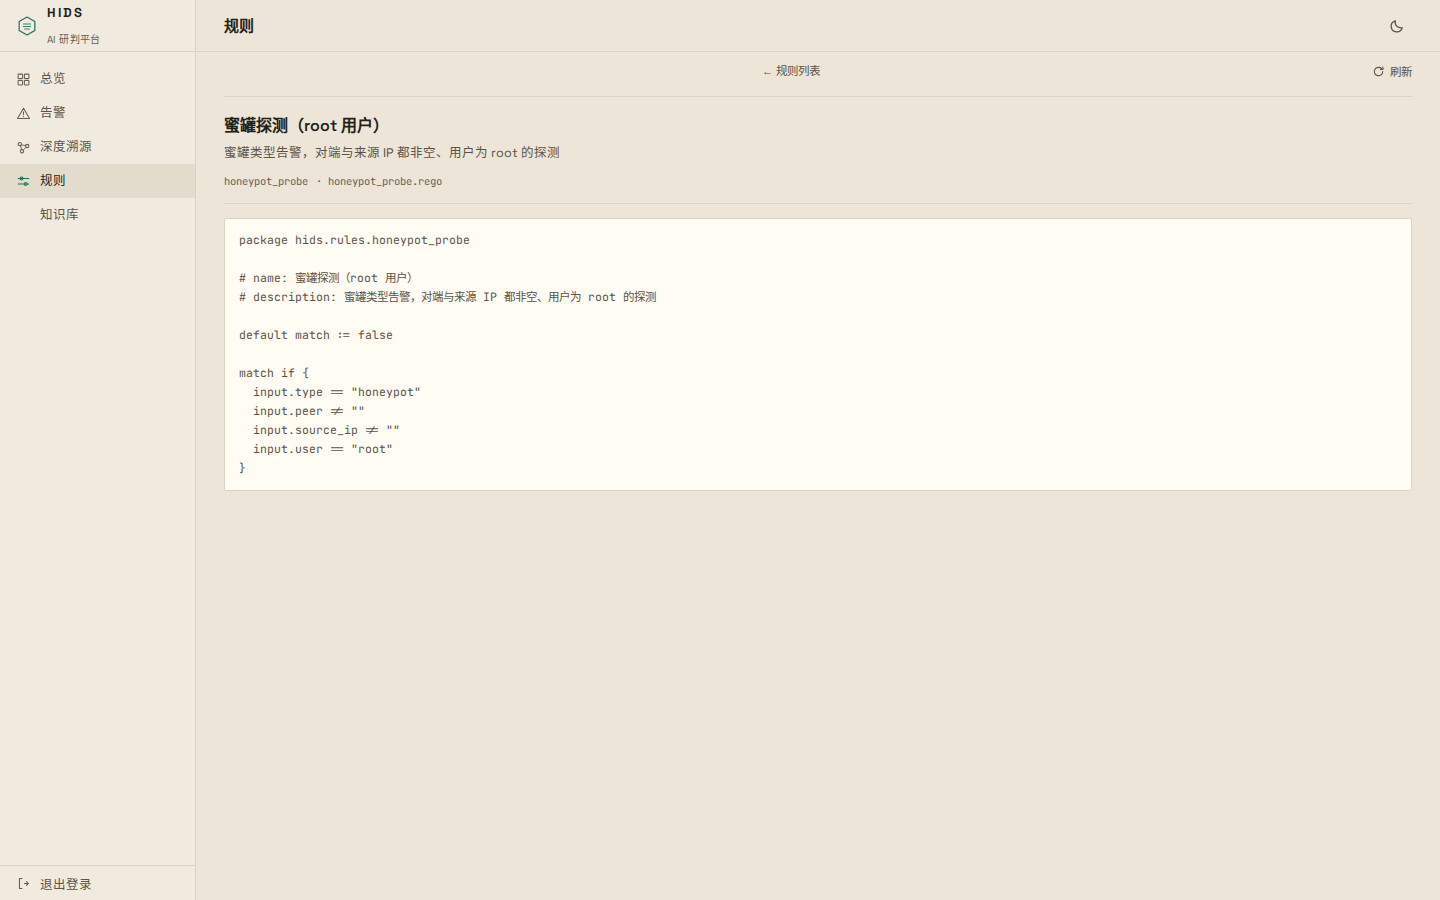 HIDS
AI 研判平台
总览
告警
深度溯源
规则
知识库
退出登录
规则
← 规则列表
刷新
蜜罐探测（root 用户）
蜜罐类型告警，对端与来源 IP 都非空、用户为 root 的探测
honeypot_probe · honeypot_probe.rego
package hids.rules.honeypot_probe
# name: 蜜罐探测（root 用户）
# description: 蜜罐类型告警，对端与来源 IP 都非空、用户为 root 的探测
default match := false
match if {
input.type == "honeypot"
input.peer != ""
input.source_ip != ""
input.user == "root"
}